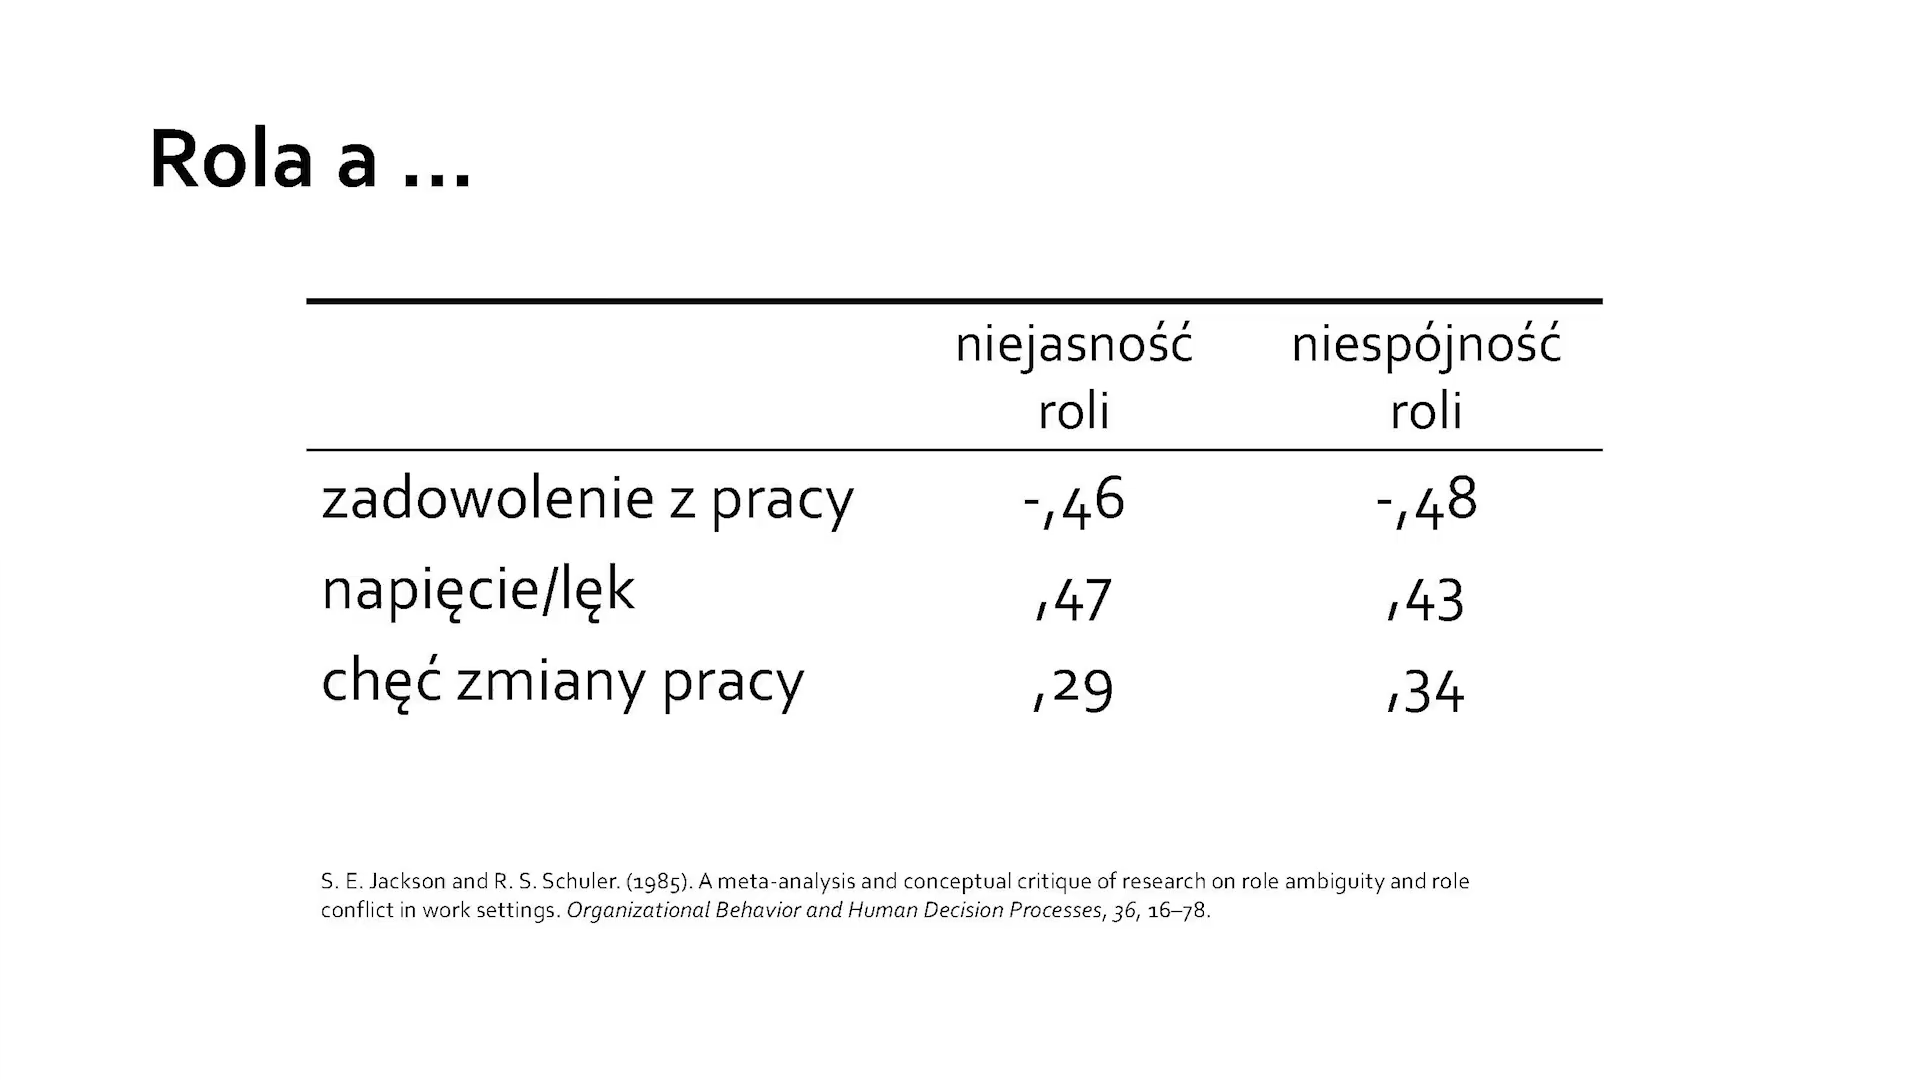 Rola a ...
niejasność niespójność
roli roli
zadowolenie z pracy -,46 -,48
napięcie/lęk ,47 ,43
chęć zmiany pracy ,29 ,34
S. E. Jackson and R. S. Schuler. (1985). A meta-analysis and conceptual critique of research on role ambiguity and role
conflict in work settings. Organizational Behavior and Human Decision Processes, 36, 16–78.